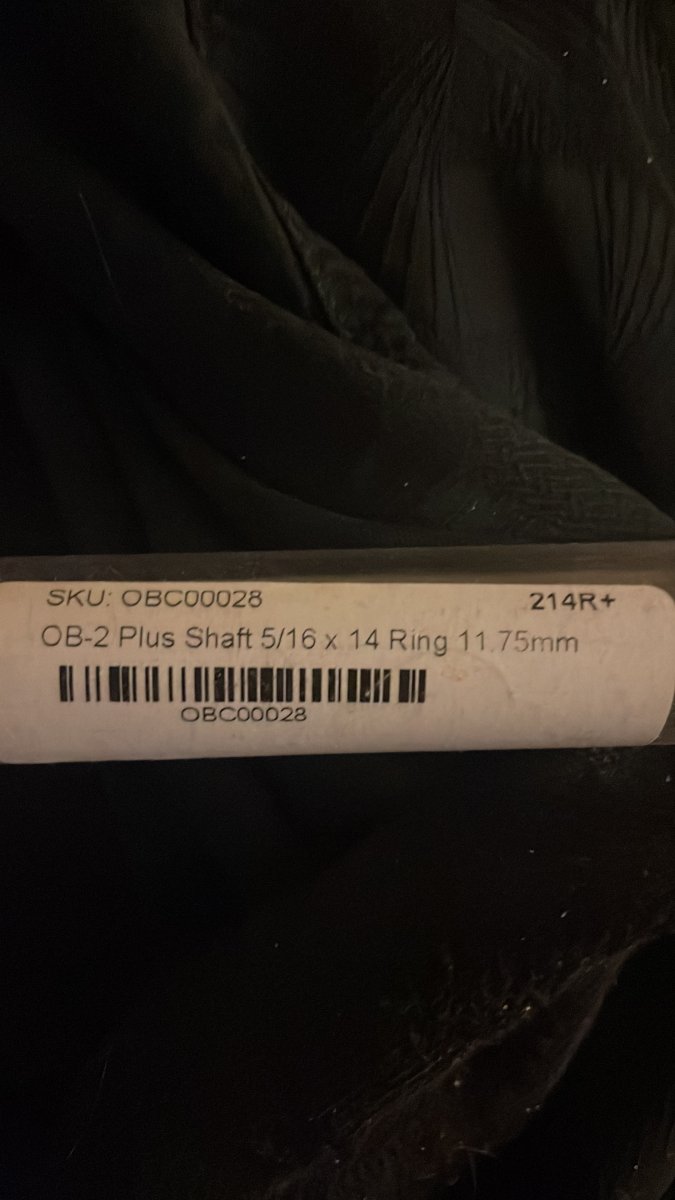 SKU: OBC00028 214R+
OB-2 Plus Shaft 5/16 x 14 Ring 11.75mm
OBC00028